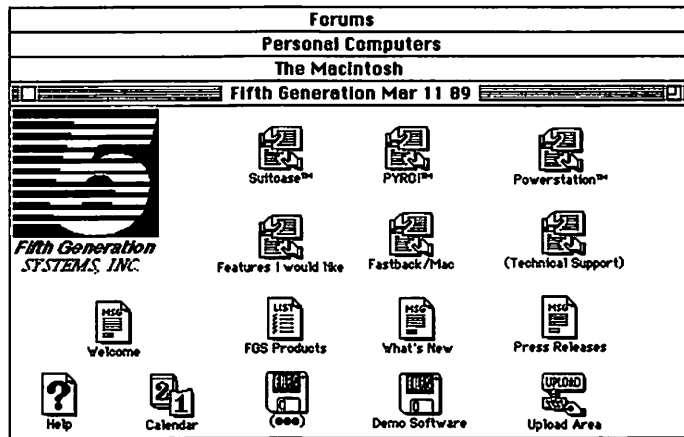 Forums
Personal Computers
The Macintosh
Fifth Generation Mar 11 89
Suitcase™ PYRO!™ Powerstation™
Fifth Generation
SYSTEMS, INC.
Features I would like Fastback/Mac (Technical Support)
MSG LIST MSG MSG
Welcome FGS Products What's New Press Releases
? 2 1 UPLOAD
Help Calendar (●●●) Demo Software Upload Area